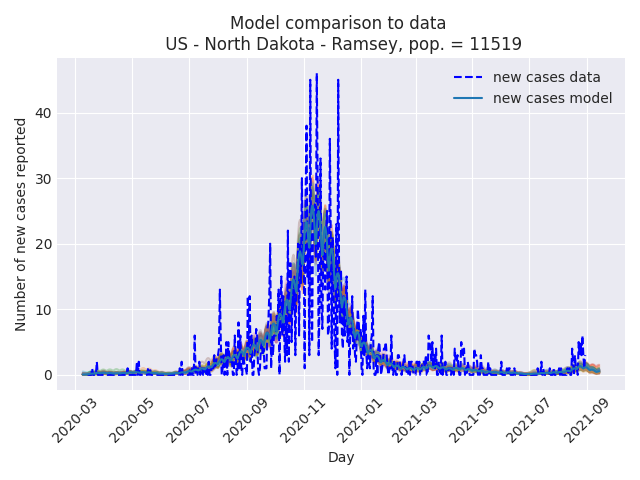 Model comparison to data
US - North Dakota - Ramsey, pop. = 11519
new cases data
new cases model
Number of new cases reported
40
30
20
10
0
2020-03
2020-05
2020-07
2020-09
2020-11
2021-01
2021-03
2021-05
2021-07
2021-09
Day